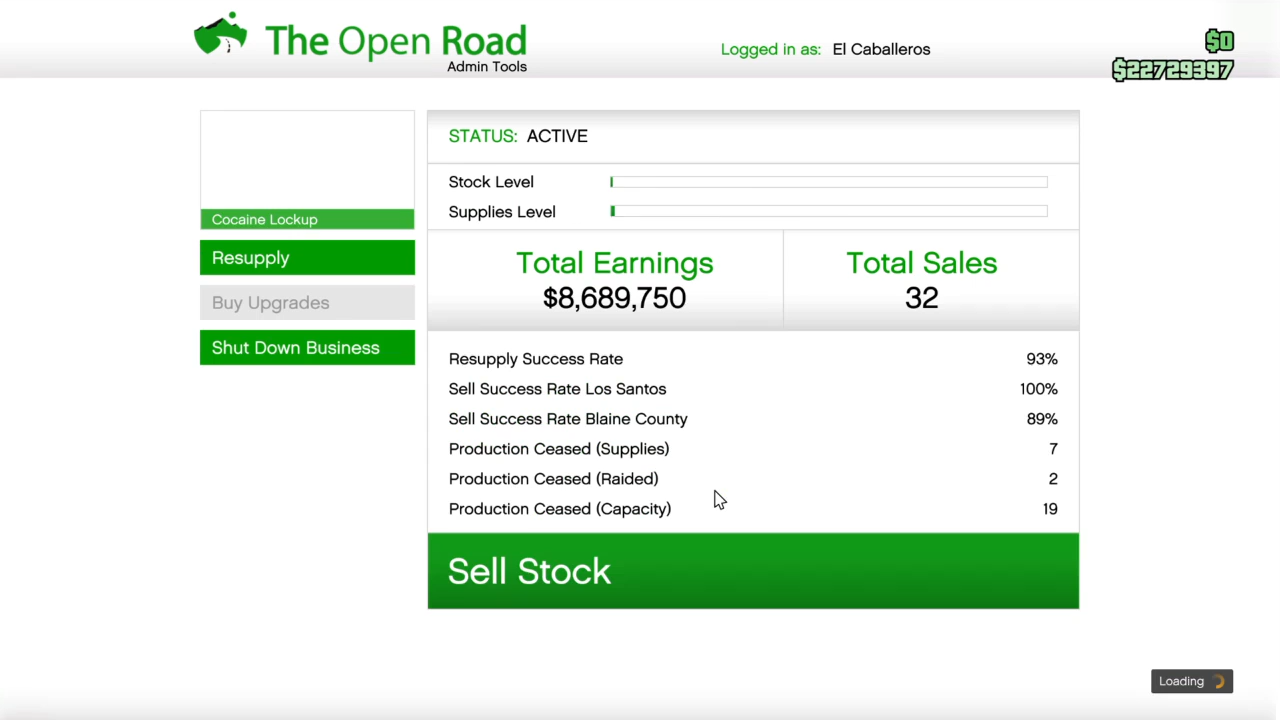 The Open Road
Admin Tools
Logged in as: El Caballeros
$0
$22729397
Cocaine Lockup
Resupply
Buy Upgrades
Shut Down Business
STATUS: ACTIVE
Stock Level
Supplies Level
Total Earnings
$8,689,750
Total Sales
32
Resupply Success Rate 93%
Sell Success Rate Los Santos 100%
Sell Success Rate Blaine County 89%
Production Ceased (Supplies) 7
Production Ceased (Raided) 2
Production Ceased (Capacity) 19
Sell Stock
Loading